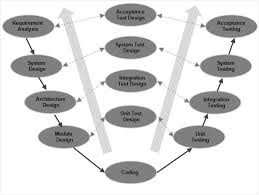 Requirement
Analysis
Acceptance
Test Design
Acceptance
Testing
System
Design
System Test
Design
System
Testing
Architecture
Design
Integration
Test Design
Integration
Testing
Module
Design
Unit Test
Design
Unit
Testing
Coding